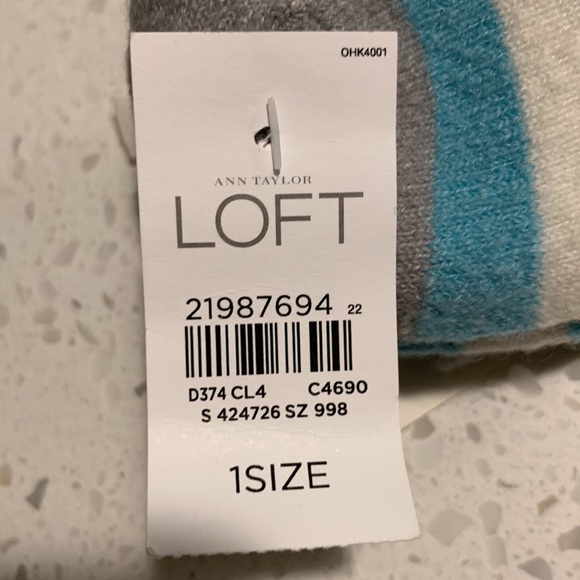 OHK4001
ANN TAYLOR
LOFT
21987694 22
D374 CL4 C4690
S 424726 SZ 998
1SIZE